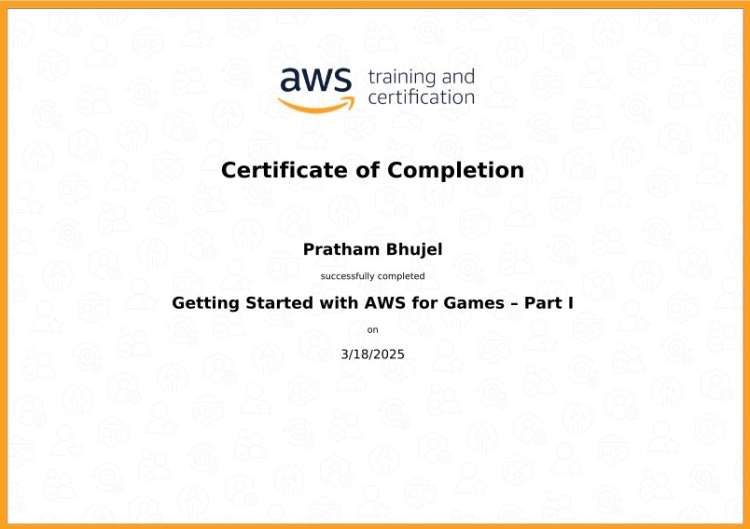 aws training and
certification
Certificate of Completion
Pratham Bhujel
successfully completed
Getting Started with AWS for Games – Part I
on
3/18/2025